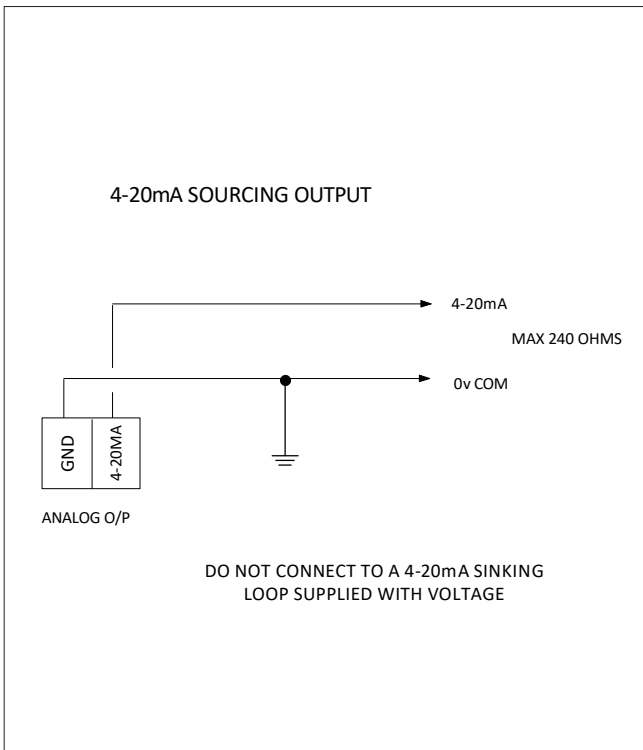 4-20mA SOURCING OUTPUT
4-20mA
MAX 240 OHMS
0v COM
GND
4-20MA
ANALOG O/P
DO NOT CONNECT TO A 4-20mA SINKING
LOOP SUPPLIED WITH VOLTAGE